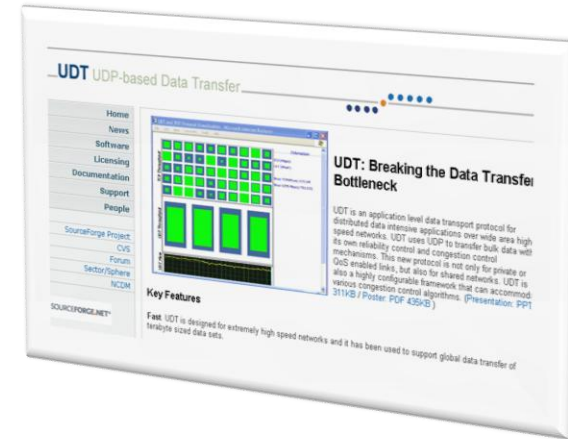 UDT UDP-based Data Transfer
Home
News
Software
Licensing
Documentation
Support
People
SourceForge Project
CVS
Forum
Sector/Sphere
NCDM
SOURCEFORGE.NET®
UDT: Breaking the Data Transfe
Bottleneck
UDT is an application level data transport protocol for
distributed data intensive applications over wide area high
speed networks. UDT uses UDP to transfer bulk data with
its own reliability control and congestion control
mechanisms. This new protocol is not only for private or
QoS enabled links, but also for shared networks. UDT is
also a highly configurable framework that can accommod
various congestion control algorithms. (Presentation: PPT
311KB / Poster: PDF 435KB )
Key Features
Fast. UDT is designed for extremely high speed networks and it has been used to support global data transfer of
terabyte sized data sets.